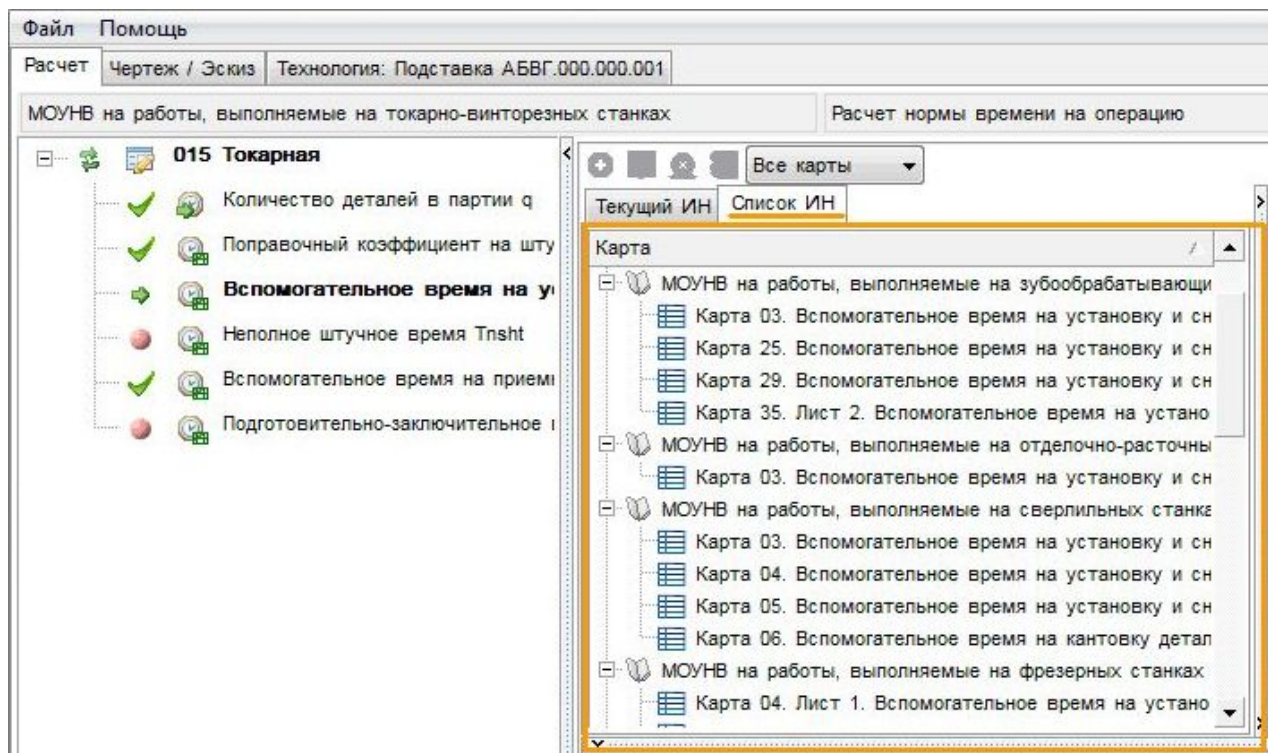 Файл Помощь
Расчет Чертеж / Эскиз Технология: Подставка АБВГ.000.000.001
МОУНВ на работы, выполняемые на токарно-винторезных станках Расчет нормы времени на операцию
015 Токарная
Количество деталей в партии q
Поправочный коэффициент на шту
Вспомогательное время на у
Неполное штучное время Tnsht
Вспомогательное время на прием
Подготовительно-заключительное
Все карты
Текущий ИН Список ИН
Карта
МОУНВ на работы, выполняемые на зубообрабатывающи
Карта 03. Вспомогательное время на установку и сн
Карта 25. Вспомогательное время на установку и сн
Карта 29. Вспомогательное время на установку и сн
Карта 35. Лист 2. Вспомогательное время на устано
МОУНВ на работы, выполняемые на отделочно-расточны
Карта 03. Вспомогательное время на установку и сн
МОУНВ на работы, выполняемые на сверлильных станка
Карта 03. Вспомогательное время на установку и сн
Карта 04. Вспомогательное время на установку и сн
Карта 05. Вспомогательное время на установку и сн
Карта 06. Вспомогательное время на кантовку детал
МОУНВ на работы, выполняемые на фрезерных станках
Карта 04. Лист 1. Вспомогательное время на устано